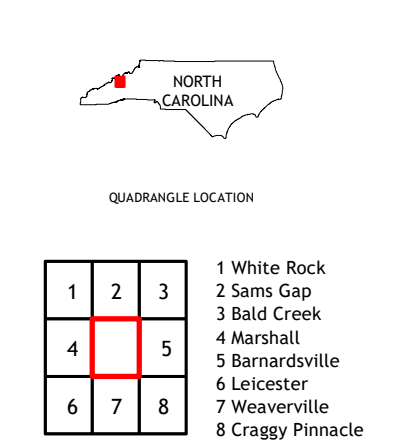 NORTH
CAROLINA
QUADRANGLE LOCATION
1 2 3
4 5
6 7 8
1 White Rock
2 Sams Gap
3 Bald Creek
4 Marshall
5 Barnardsville
6 Leicester
7 Weaverville
8 Craggy Pinnacle